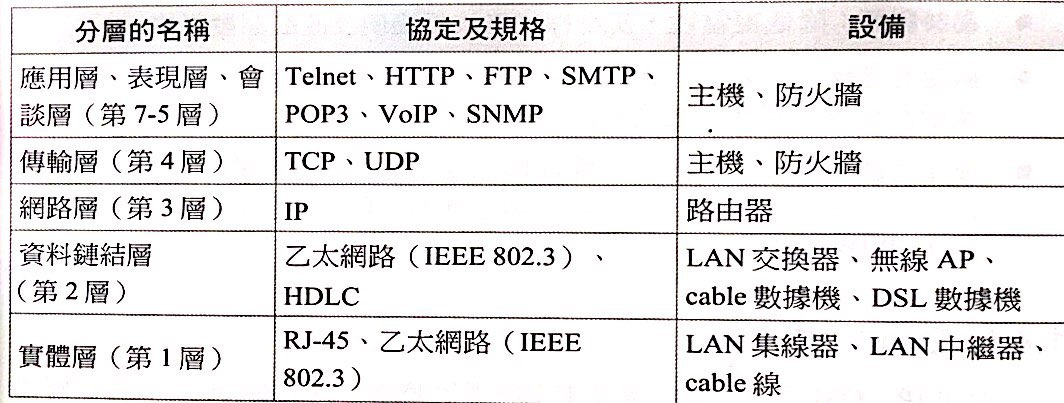 分層的名稱 協定及規格 設備
應用層、表現層、會 Telnet、HTTP、FTP、SMTP、 主機、防火牆
談層（第 7-5 層） POP3、VoIP、SNMP
傳輸層（第 4 層） TCP、UDP 主機、防火牆
網路層（第 3 層） IP 路由器
資料鏈結層 乙太網路（IEEE 802.3）、 LAN 交換器、無線 AP、
（第 2 層） HDLC cable 數據機、DSL 數據機
實體層（第 1 層） RJ-45、乙太網路（IEEE LAN 集線器、LAN 中繼器、
802.3） cable 線